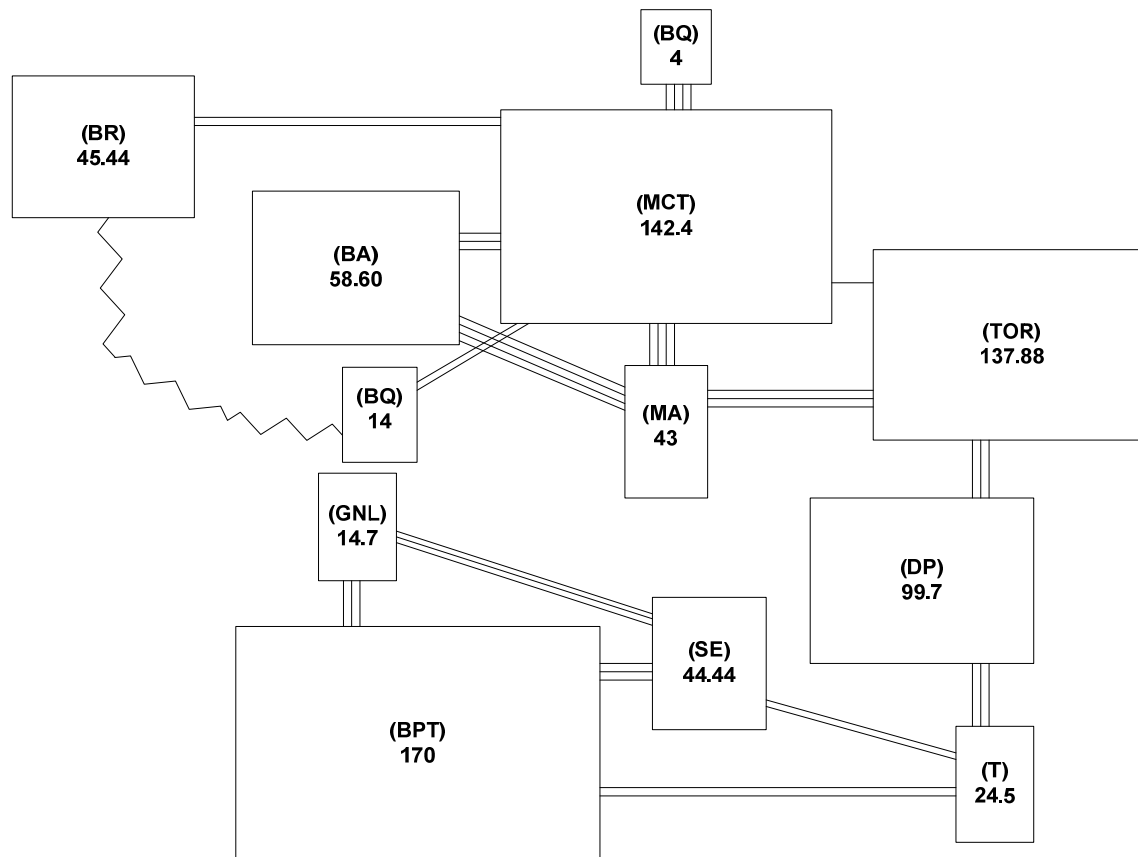 (BQ)
4
(BR)
45.44
(MCT)
142.4
(BA)
58.60
(TOR)
137.88
(BQ)
14
(MA)
43
(GNL)
14.7
(DP)
99.7
(SE)
44.44
(BPT)
170
(T)
24.5